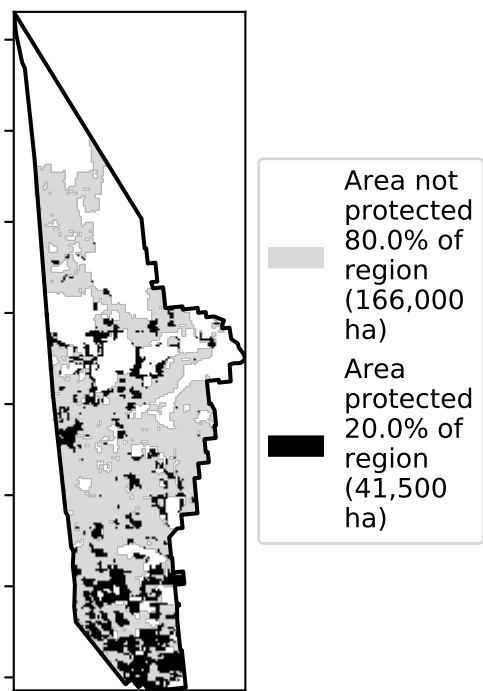 Area not
protected
80.0% of
region
(166,000
ha)
Area
protected
20.0% of
region
(41,500
ha)